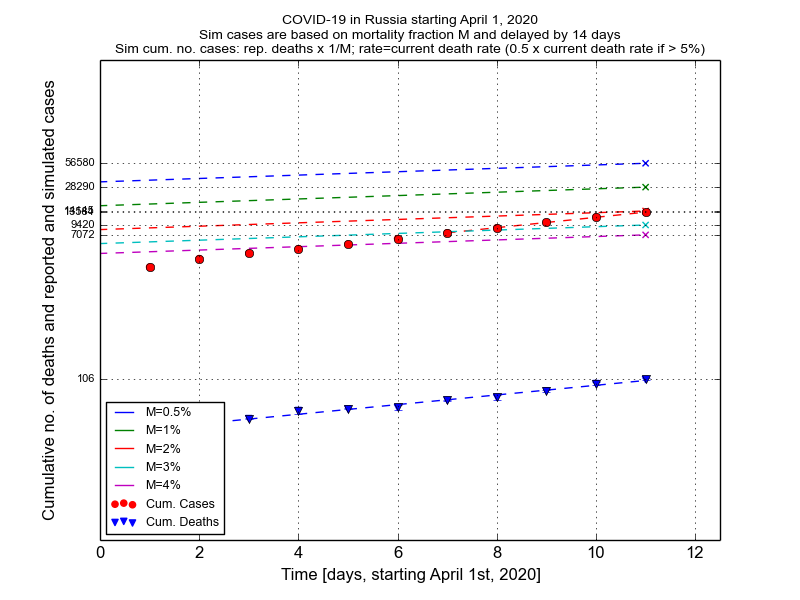 COVID-19 in Russia starting April 1, 2020
Sim cases are based on mortality fraction M and delayed by 14 days
Sim cum. no. cases: rep. deaths x 1/M; rate=current death rate (0.5 x current death rate if > 5%)
Cumulative no. of deaths and reported and simulated cases
56580
28290
9420
7072
106
M=0.5%
M=1%
M=2%
M=3%
M=4%
Cum. Cases
Cum. Deaths
0 2 4 6 8 10 12
Time [days, starting April 1st, 2020]